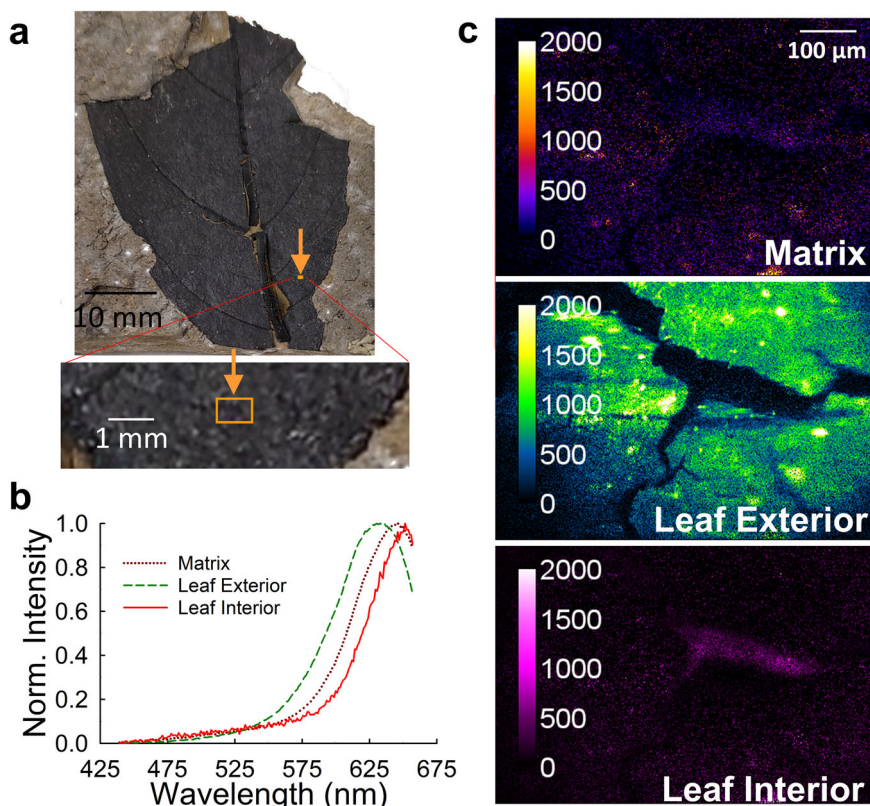 a
10 mm
1 mm
b
1.0
0.8
0.6
0.4
0.2
0.0
Norm. Intensity
Matrix
Leaf Exterior
Leaf Interior
425 475 525 575 625 675
Wavelength (nm)
c
2000
1500
1000
500
0
100 µm
Matrix
2000
1500
1000
500
0
Leaf Exterior
2000
1500
1000
500
0
Leaf Interior